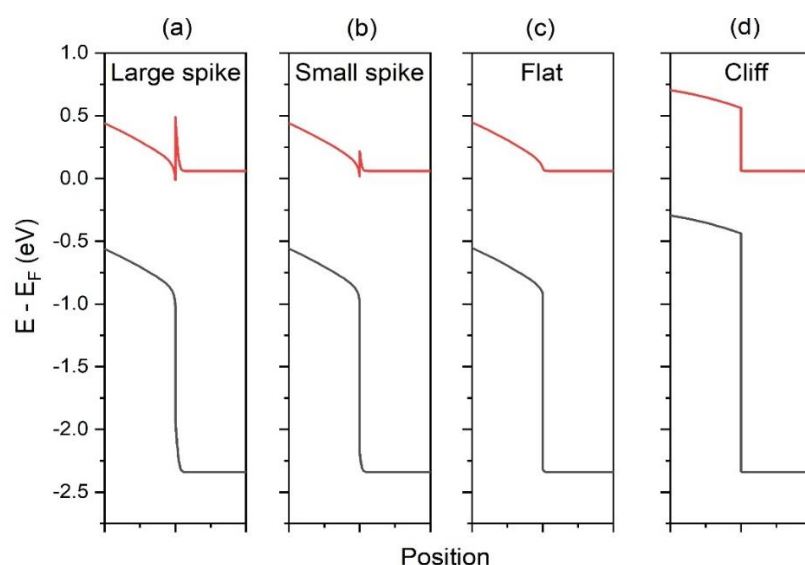 (a) (b) (c) (d)
Large spike Small spike Flat Cliff
1.0
0.5
0.0
-0.5
-1.0
-1.5
-2.0
-2.5
E - E_F (eV)
Position